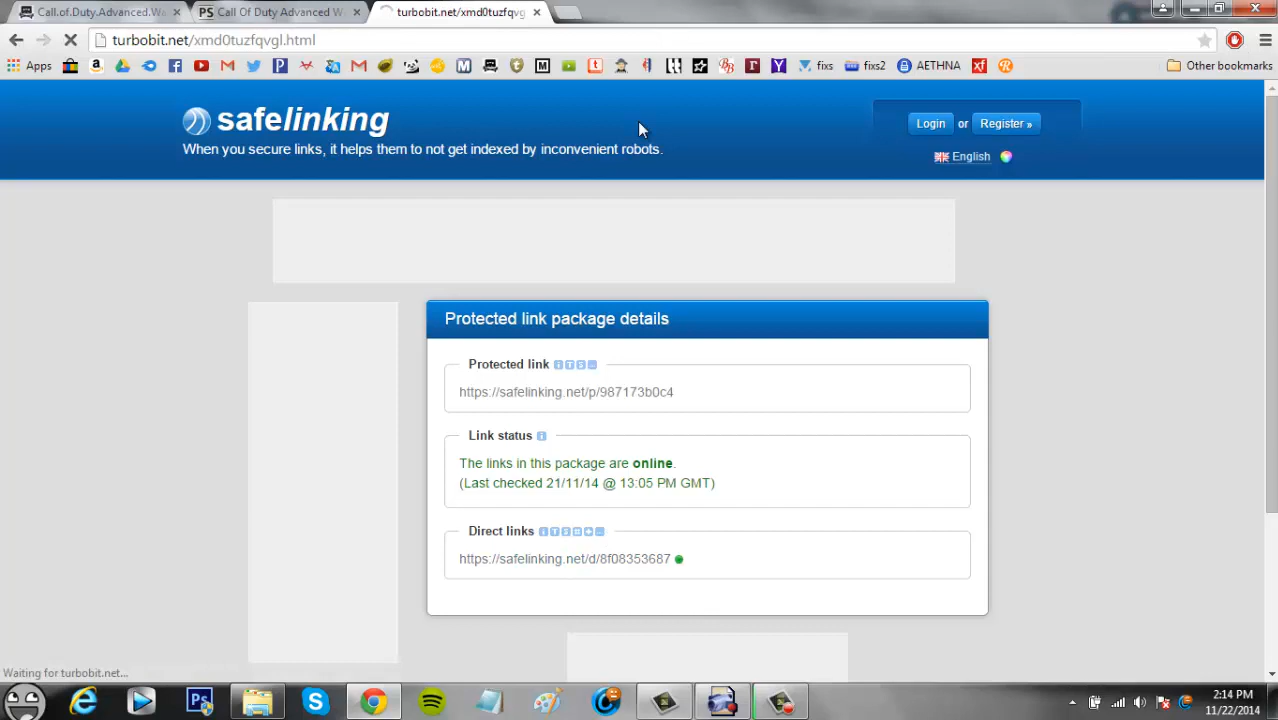 Call.of.Duty.Advanced.Wa
PS Call Of Duty Advanced W
turbobit.net/xmd0tuzfqvg
turbobit.net/xmd0tuzfqvgl.html
Apps
fixs
fixs2
AETHNA
Other bookmarks
safelinking
When you secure links, it helps them to not get indexed by inconvenient robots.
Login or Register »
English
Protected link package details
Protected link
https://safelinking.net/p/987173b0c4
Link status
The links in this package are online.
(Last checked 21/11/14 @ 13:05 PM GMT)
Direct links
https://safelinking.net/d/8f08353687
Waiting for turbobit.net...
Ps
2:14 PM
11/22/2014